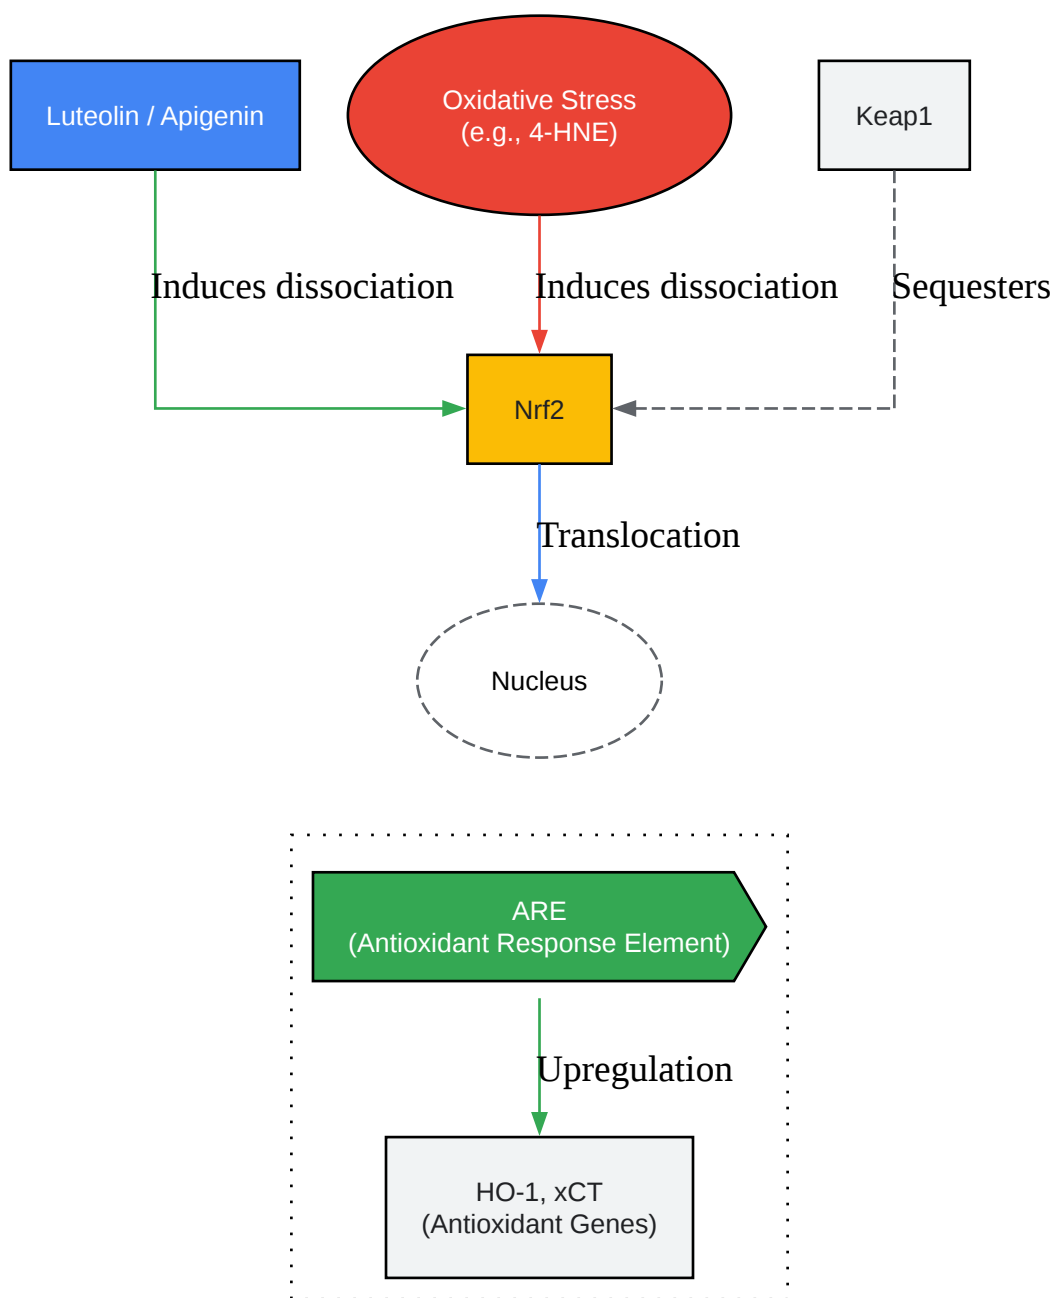 Luteolin / Apigenin
Oxidative Stress
(e.g., 4-HNE)
Keap1
Induces dissociation
Induces dissociation
Sequesters
Nrf2
Translocation
Nucleus
ARE
(Antioxidant Response Element)
Upregulation
HO-1, xCT
(Antioxidant Genes)